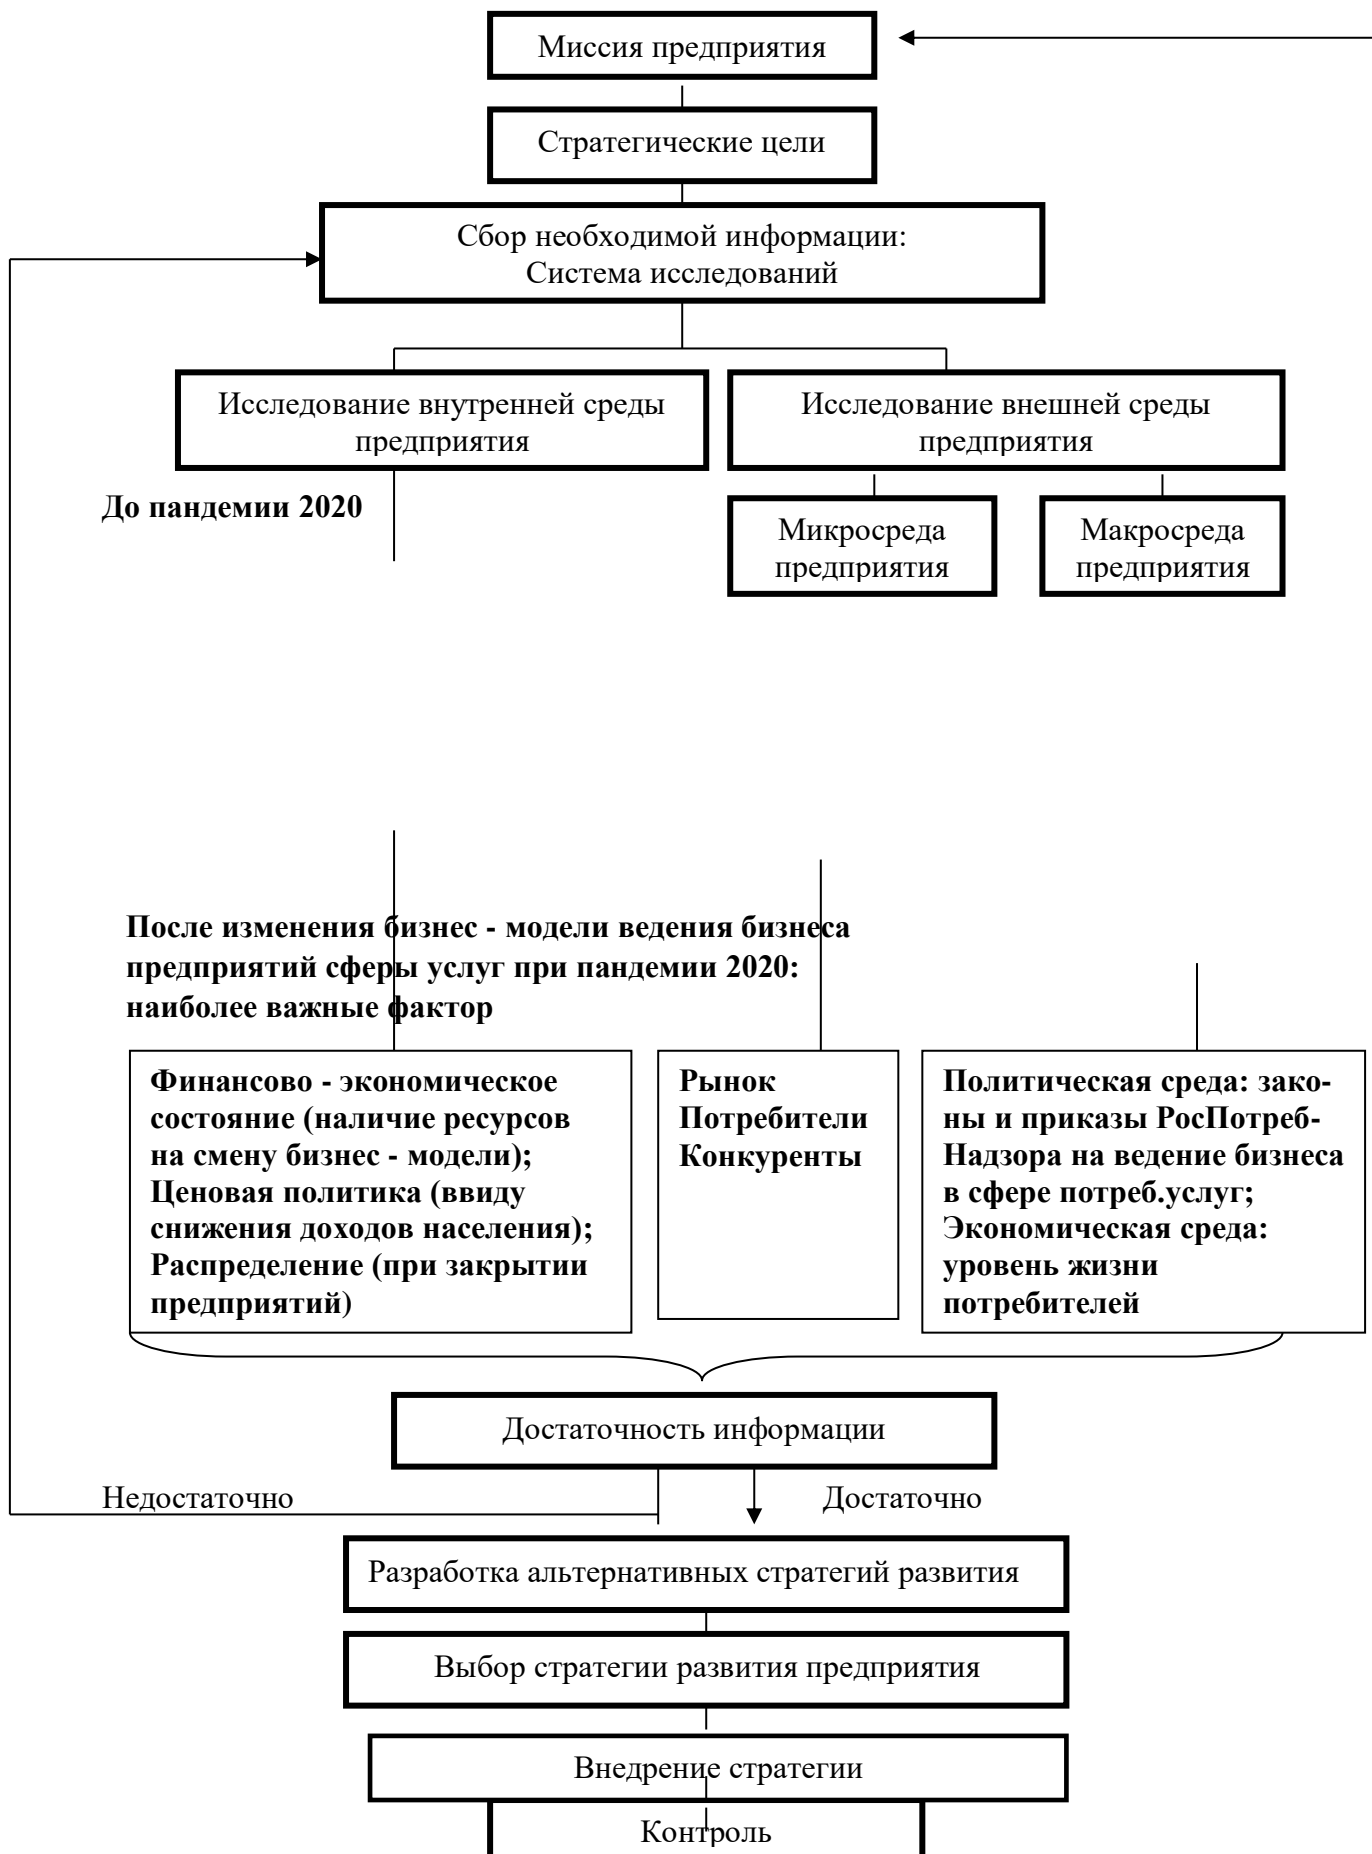 Миссия предприятия
Стратегические цели
Сбор необходимой информации:
Система исследований
Исследование внутренней среды
предприятия
Исследование внешней среды
предприятия
До пандемии 2020
Микросреда
предприятия
Макросреда
предприятия
После изменения бизнес - модели ведения бизнеса
предприятий сферы услуг при пандемии 2020:
наиболее важные фактор
Финансово - экономическое
состояние (наличие ресурсов
на смену бизнес - модели);
Ценовая политика (ввиду
снижения доходов населения);
Распределение (при закрытии
предприятий)
Рынок
Потребители
Конкуренты
Политическая среда: зако-
ны и приказы РосПотреб-
Надзора на ведение бизнеса
в сфере потреб.услуг;
Экономическая среда:
уровень жизни
потребителей
Достаточность информации
Недостаточно
Достаточно
Разработка альтернативных стратегий развития
Выбор стратегии развития предприятия
Внедрение стратегии
Контроль